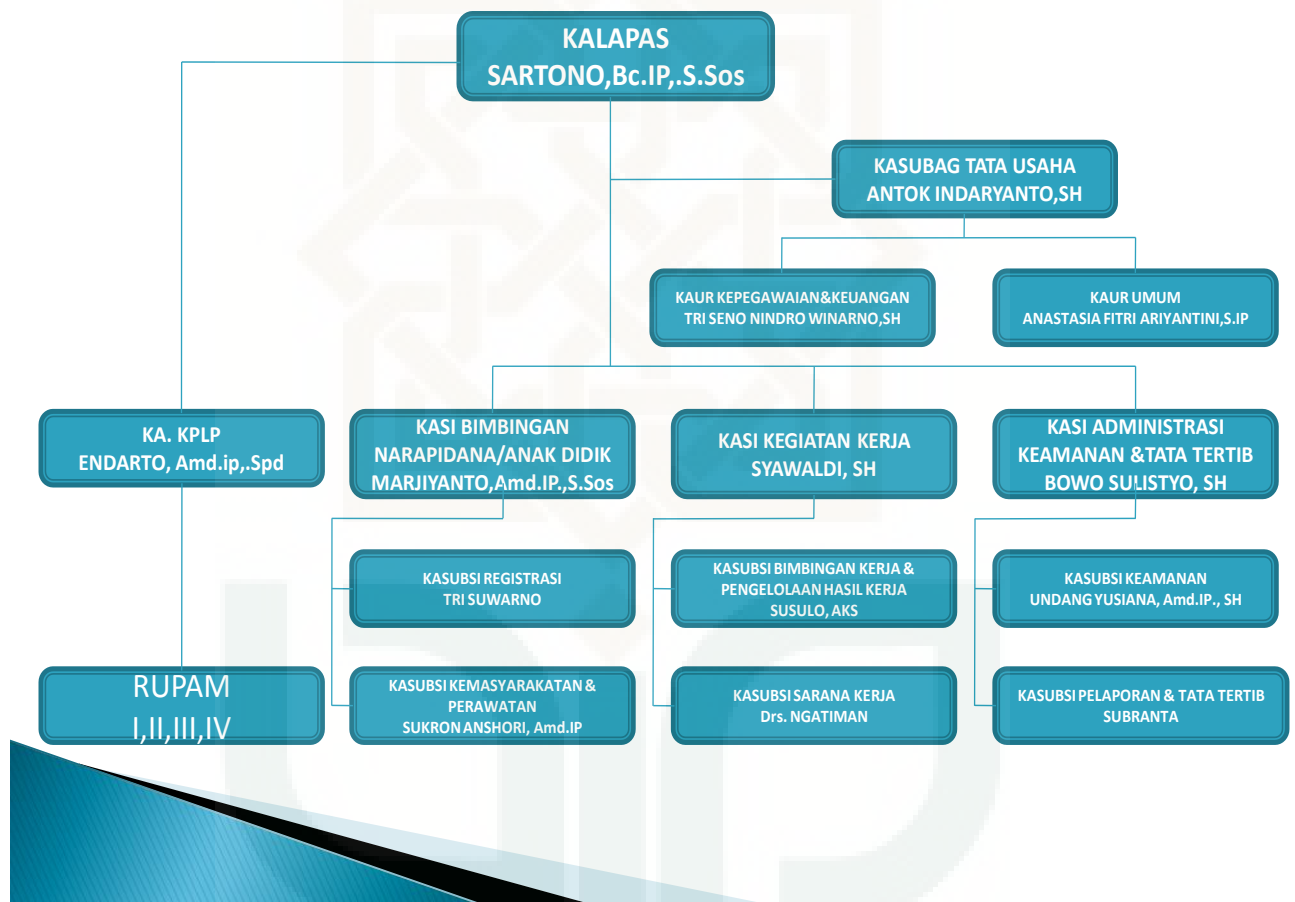 KALAPAS
SARTONO,Bc.IP,.S.Sos
KASUBAG TATA USAHA
ANTOK INDARYANTO,SH
KAUR KEPEGAWAIAN&KEUANGAN
TRI SENO NINDRO WINARNO,SH
KAUR UMUM
ANASTASIA FITRI ARIYANTINI,S.IP
KA. KPLP
ENDARTO, Amd.ip,.Spd
KASI BIMBINGAN
NARAPIDANA/ANAK DIDIK
MARJIYANTO,Amd.IP.,S.Sos
KASI KEGIATAN KERJA
SYAWALDI, SH
KASI ADMINISTRASI
KEAMANAN &TATA TERTIB
BOWO SULISTYO, SH
KASUBSI REGISTRASI
TRI SUWARNO
KASUBSI BIMBINGAN KERJA &
PENGELOLAAN HASIL KERJA
SUSULO, AKS
KASUBSI KEAMANAN
UNDANG YUSIANA, Amd.IP., SH
RUPAM
I,II,III,IV
KASUBSI KEMASYARAKATAN &
PERAWATAN
SUKRON ANSHORI, Amd.IP
KASUBSI SARANA KERJA
Drs. NGATIMAN
KASUBSI PELAPORAN & TATA TERTIB
SUBRANTA